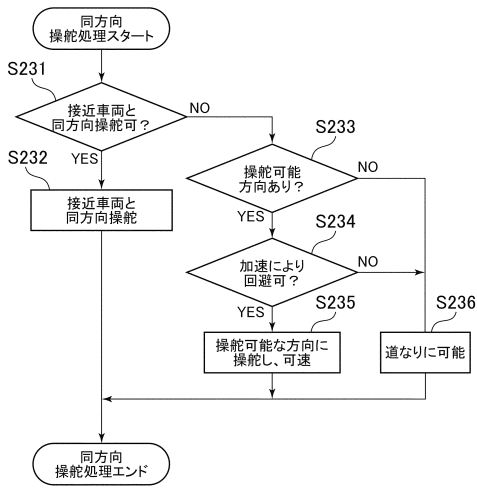 同方向
操舵処理スタート
S231
接近車両と
同方向操舵可？
NO
YES
S232
接近車両と
同方向操舵
S233
操舵可能
方向あり？
NO
YES
S234
加速により
回避可？
NO
YES
S235
操舵可能な方向に
操舵し、可速
S236
道なりに可能
同方向
操舵処理エンド